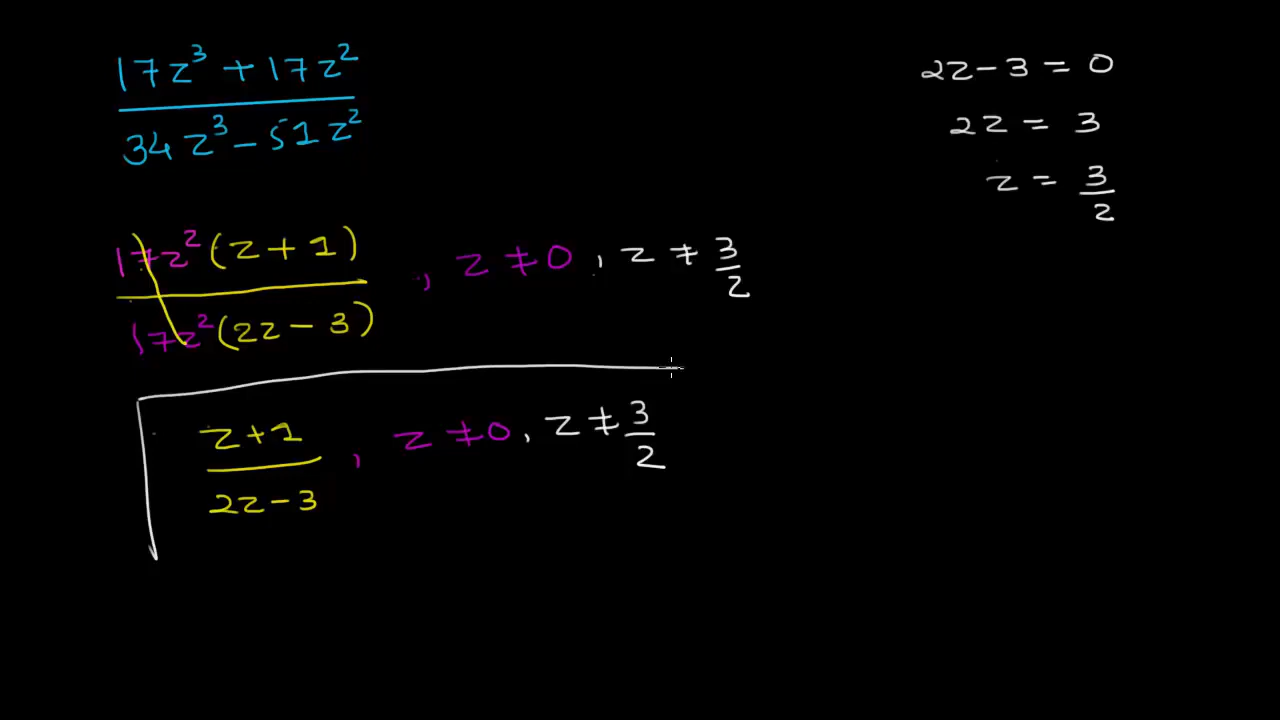 17z³ + 17z²
34z³ - 51z²
2z - 3 = 0
2z = 3
z = 3/2
17z²(z + 1)
17z²(2z - 3)
, z ≠ 0 , z ≠ 3/2
z + 1
2z - 3
, z ≠ 0 , z ≠ 3/2